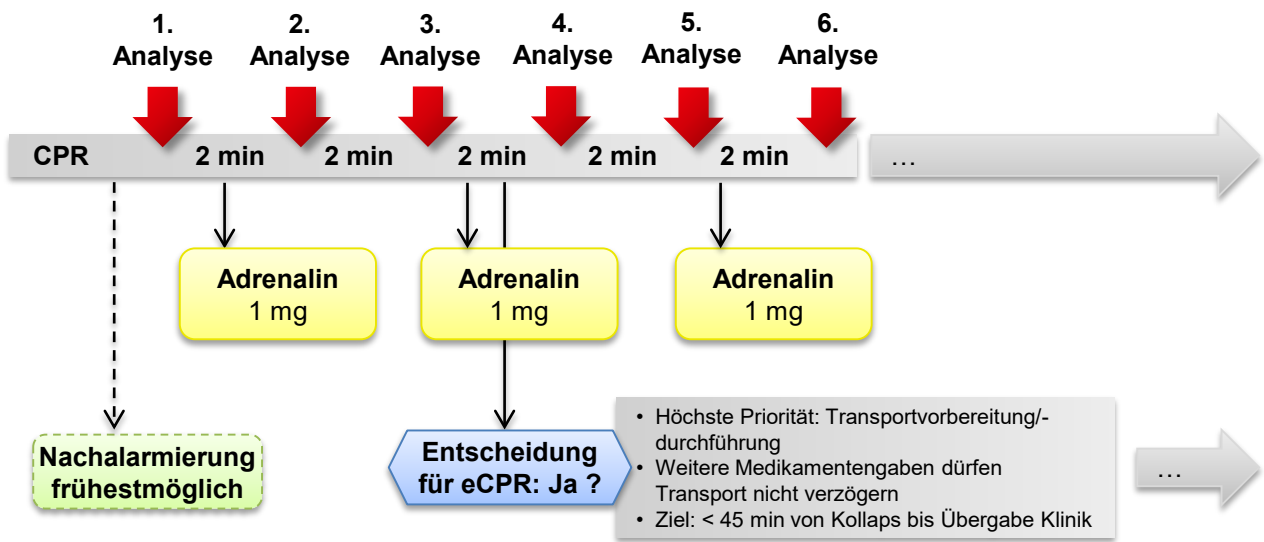 1.
Analyse
2.
Analyse
3.
Analyse
4.
Analyse
5.
Analyse
6.
Analyse
CPR
2 min
2 min
2 min
2 min
2 min
…
Adrenalin
1 mg
Adrenalin
1 mg
Adrenalin
1 mg
Nachalarmierung
frühestmöglich
Entscheidung
für eCPR: Ja ?
• Höchste Priorität: Transportvorbereitung/-
durchführung
• Weitere Medikamentengaben dürfen
Transport nicht verzögern
• Ziel: < 45 min von Kollaps bis Übergabe Klinik
…